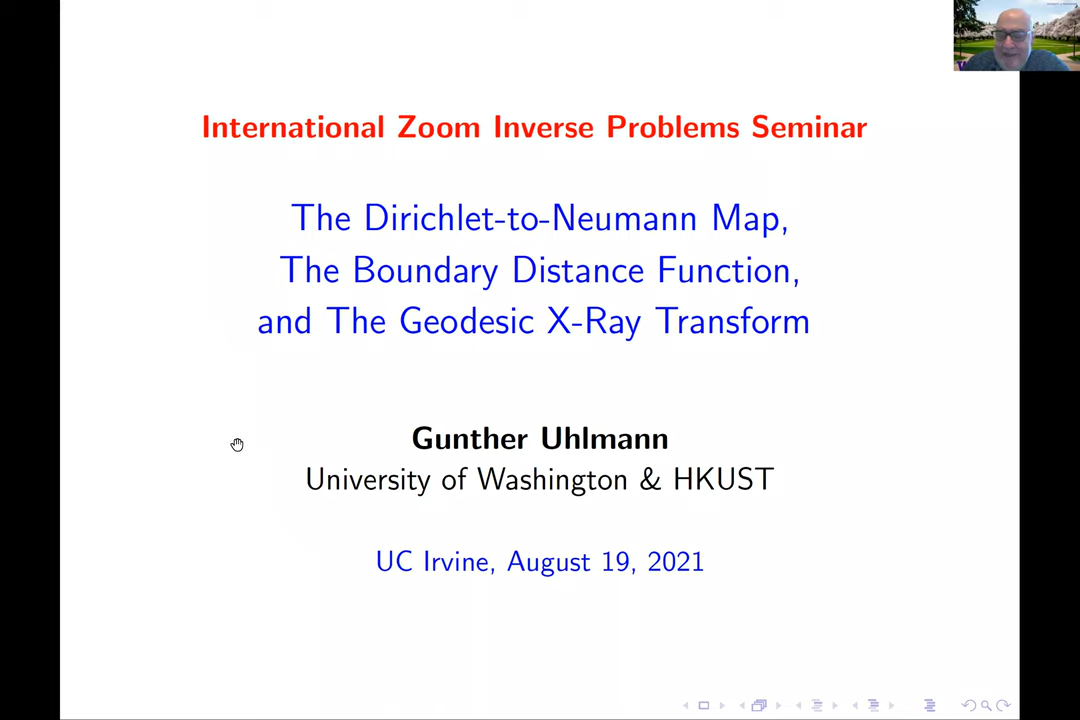 International Zoom Inverse Problems Seminar
The Dirichlet-to-Neumann Map,
The Boundary Distance Function,
and The Geodesic X-Ray Transform
Gunther Uhlmann
University of Washington & HKUST
UC Irvine, August 19, 2021